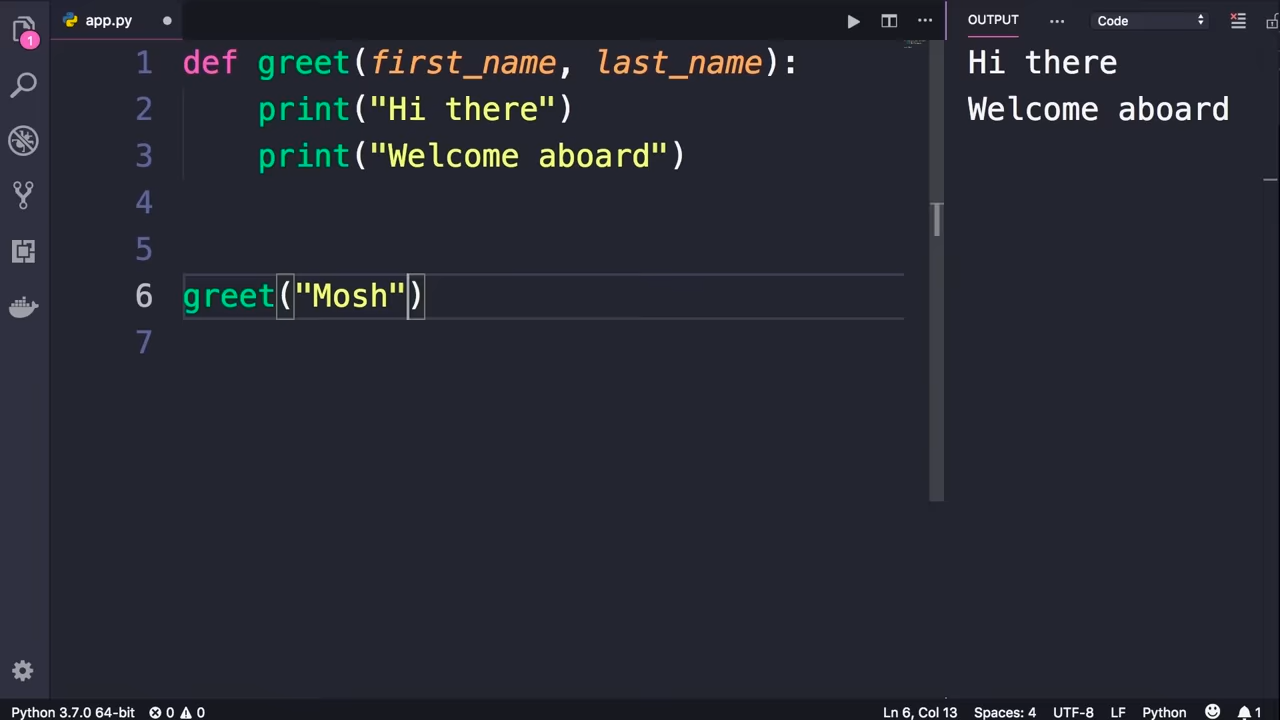 app.py
OUTPUT
Code
1
1 def greet(first_name, last_name):
2     print("Hi there")
3     print("Welcome aboard")
4
5
6 greet("Mosh")
7
Hi there
Welcome aboard
Python 3.7.0 64-bit 0 0 Ln 6, Col 13 Spaces: 4 UTF-8 LF Python 1